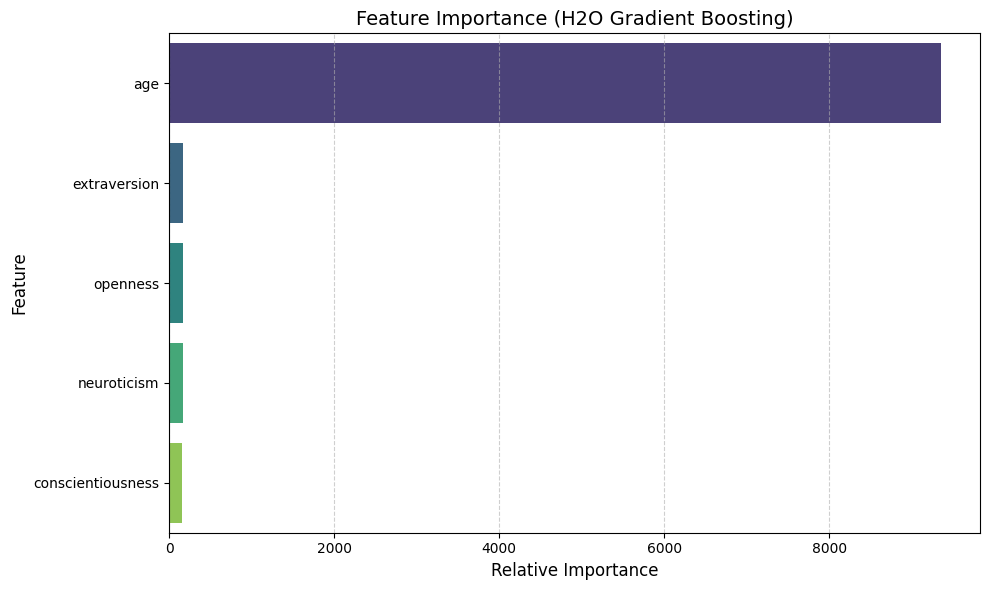 Feature Importance (H2O Gradient Boosting)
age
extraversion
openness
neuroticism
conscientiousness
Feature
0 2000 4000 6000 8000
Relative Importance